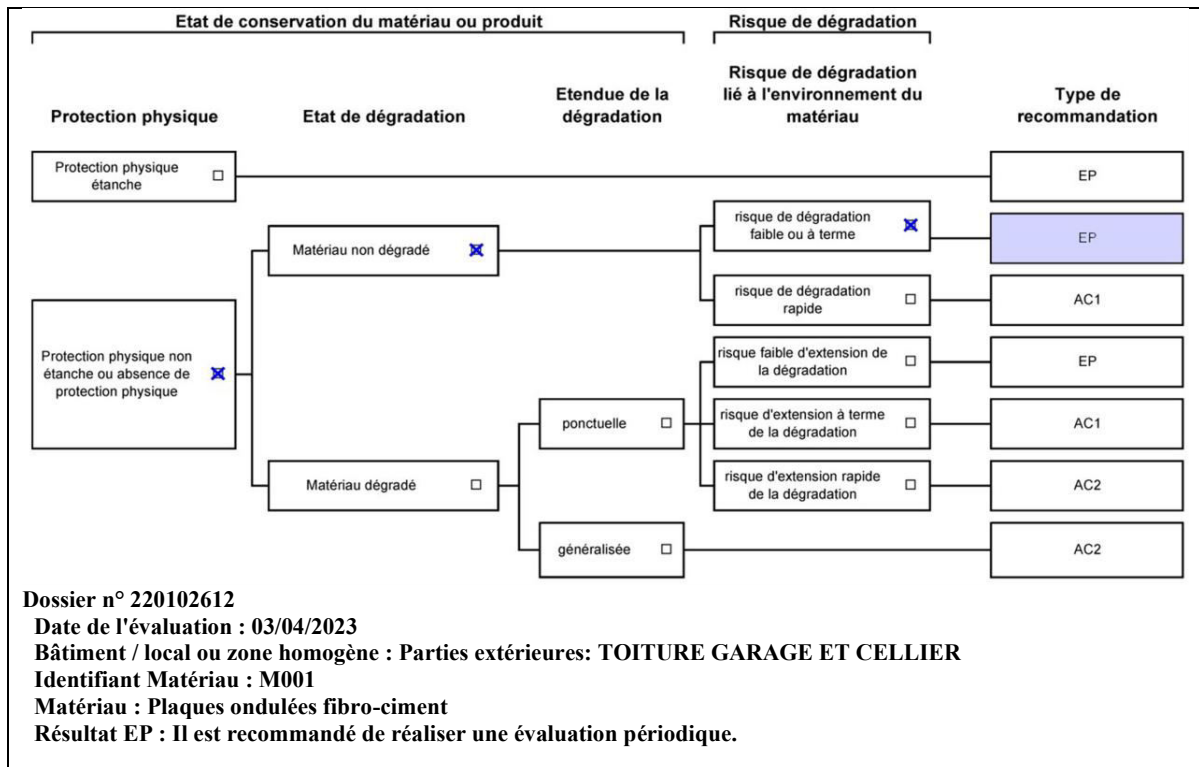 Etat de conservation du matériau ou produit
Risque de dégradation
Protection physique
Etat de dégradation
Etendue de la
dégradation
Risque de dégradation
lié à l'environnement du
matériau
Type de
recommandation
Protection physique
étanche
EP
risque de dégradation
faible ou à terme
EP
Matériau non dégradé
risque de dégradation
rapide
AC1
Protection physique non
étanche ou absence de
protection physique
risque faible d'extension de
la dégradation
EP
ponctuelle
risque d'extension à terme
de la dégradation
AC1
Matériau dégradé
risque d'extension rapide
de la dégradation
AC2
généralisée
AC2
Dossier n° 220102612
Date de l'évaluation : 03/04/2023
Bâtiment / local ou zone homogène : Parties extérieures: TOITURE GARAGE ET CELLIER
Identifiant Matériau : M001
Matériau : Plaques ondulées fibro-ciment
Résultat EP : Il est recommandé de réaliser une évaluation périodique.